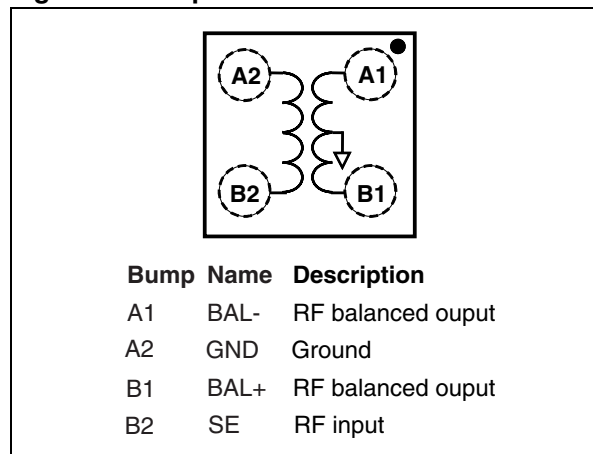 A2 A1
B2 B1
Bump Name Description
A1 BAL- RF balanced ouput
A2 GND Ground
B1 BAL+ RF balanced ouput
B2 SE RF input